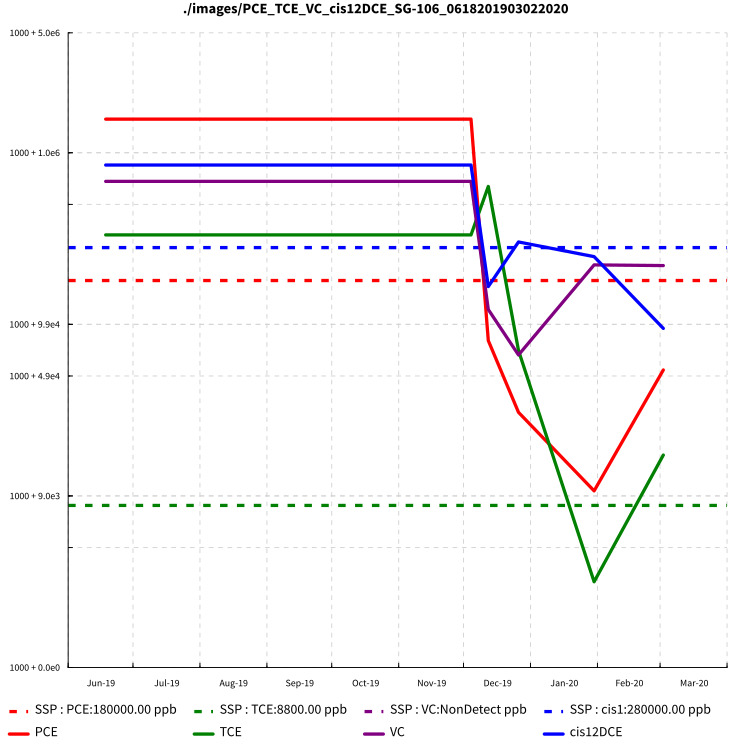 ./images/PCE_TCE_VC_cis12DCE_SG-106_0618201903022020
1000 + 5.0e6
1000 + 1.0e6
1000 + 9.9e4
1000 + 4.9e4
1000 + 9.0e3
1000 + 0.0e0
Jun-19 Jul-19 Aug-19 Sep-19 Oct-19 Nov-19 Dec-19 Jan-20 Feb-20 Mar-20
SSP : PCE:180000.00 ppb SSP : TCE:8800.00 ppb SSP : VC:NonDetect ppb SSP : cis1:280000.00 ppb
PCE TCE VC cis12DCE